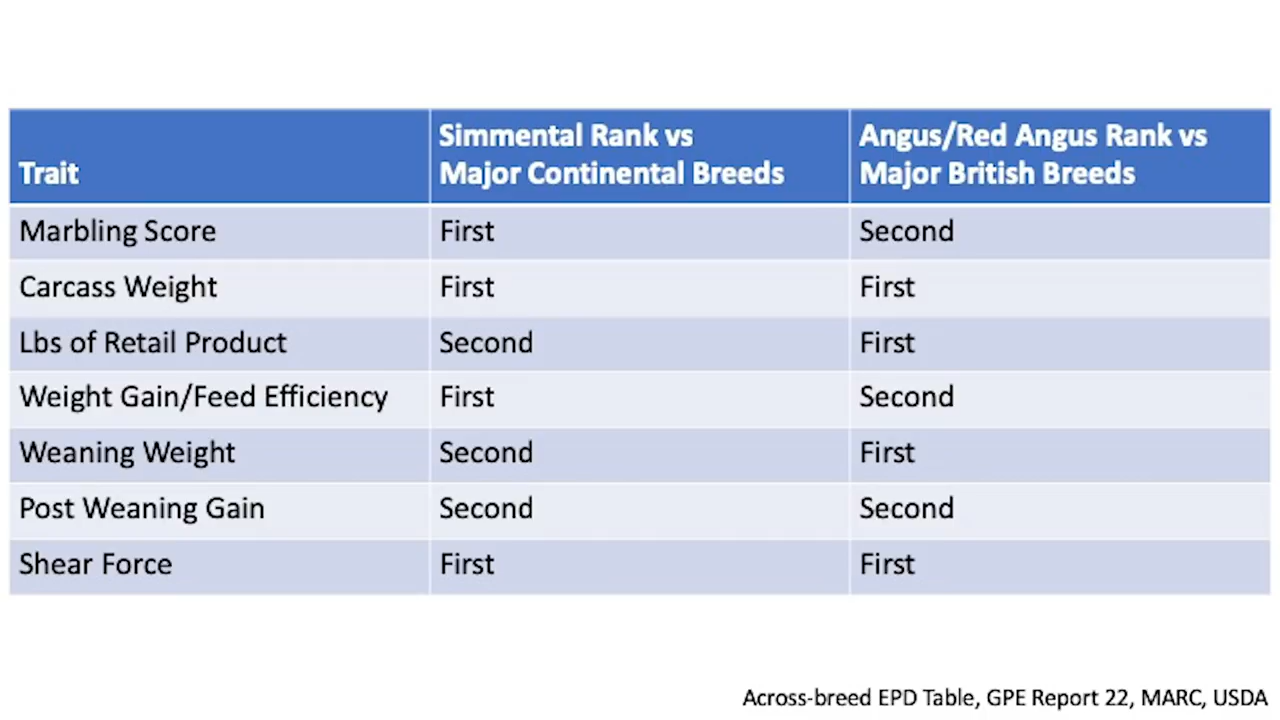 Trait
Simmental Rank vs
Major Continental Breeds
Angus/Red Angus Rank vs
Major British Breeds
Marbling Score First Second
Carcass Weight First First
Lbs of Retail Product Second First
Weight Gain/Feed Efficiency First Second
Weaning Weight Second First
Post Weaning Gain Second Second
Shear Force First First
Across-breed EPD Table, GPE Report 22, MARC, USDA